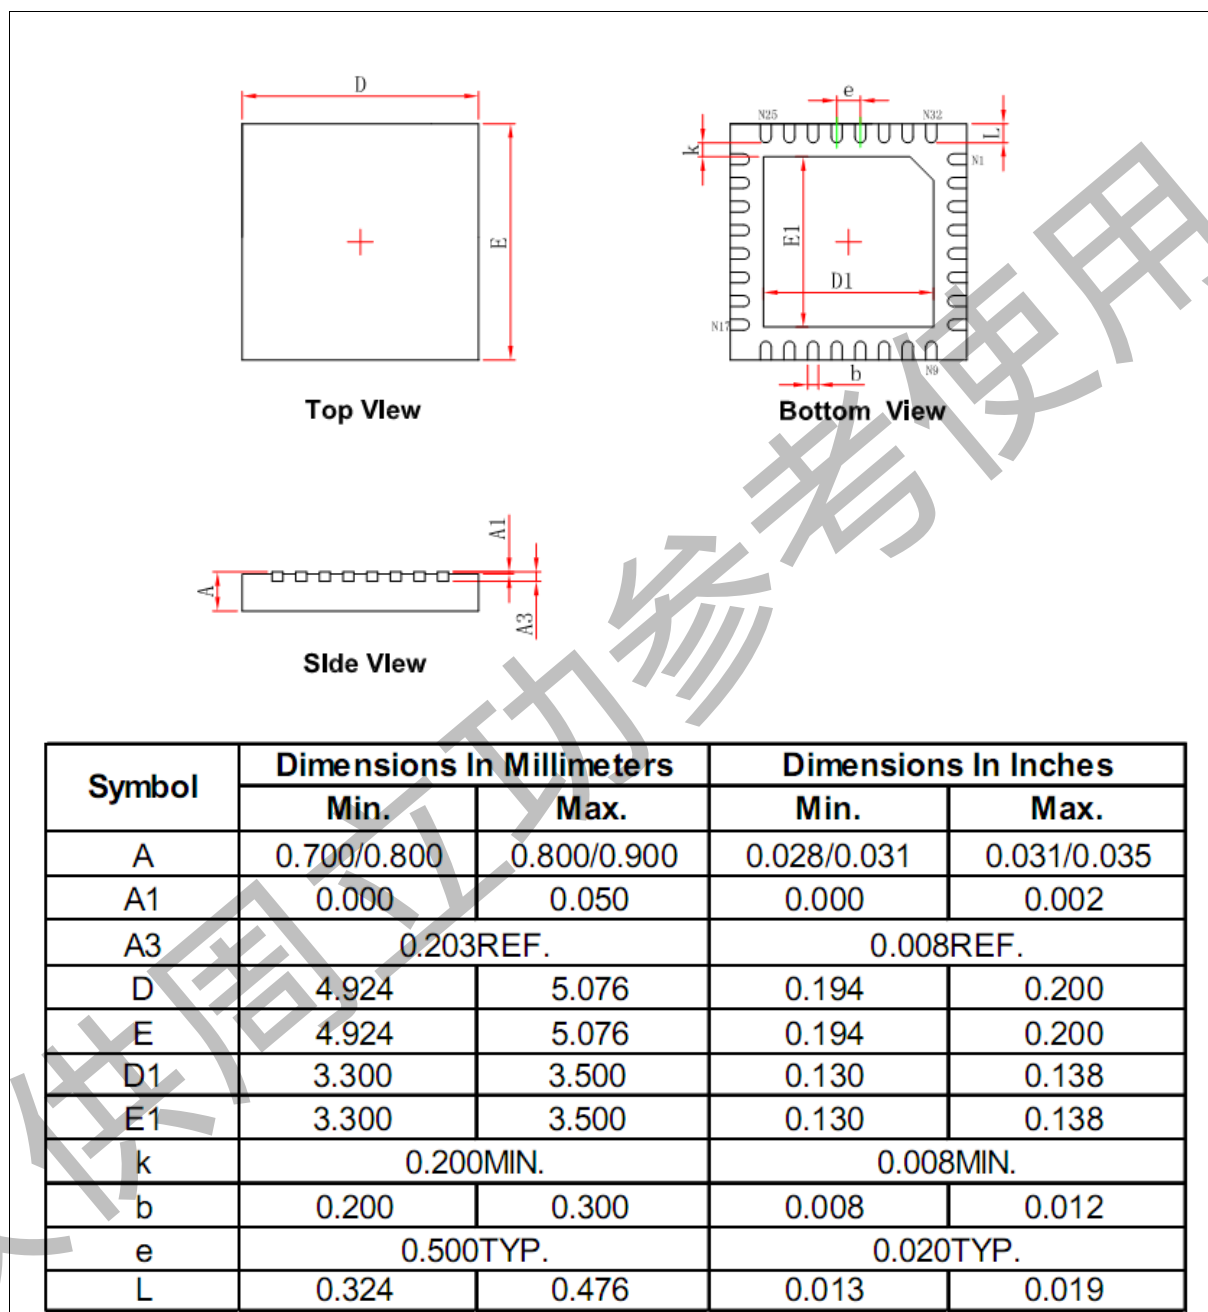 D
e
N25
N32
L
k
N1
E
E1
D1
N17
b
N9
Top VIew
Bottom View
A1
A
A3
SIde VIew
Symbol
Dimensions In Millimeters
Dimensions In Inches
Min.
Max.
Min.
Max.
A 0.700/0.800 0.800/0.900 0.028/0.031 0.031/0.035
A1 0.000 0.050 0.000 0.002
A3 0.203REF. 0.008REF.
D 4.924 5.076 0.194 0.200
E 4.924 5.076 0.194 0.200
D1 3.300 3.500 0.130 0.138
E1 3.300 3.500 0.130 0.138
k 0.200MIN. 0.008MIN.
b 0.200 0.300 0.008 0.012
e 0.500TYP. 0.020TYP.
L 0.324 0.476 0.013 0.019
供周立功参考使用